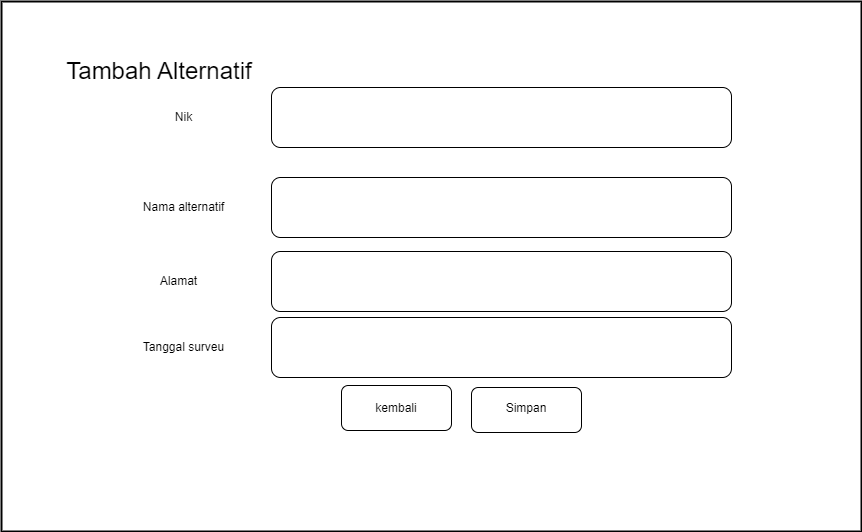 Tambah Alternatif
Nik
Nama alternatif
Alamat
Tanggal surveu
kembali
Simpan